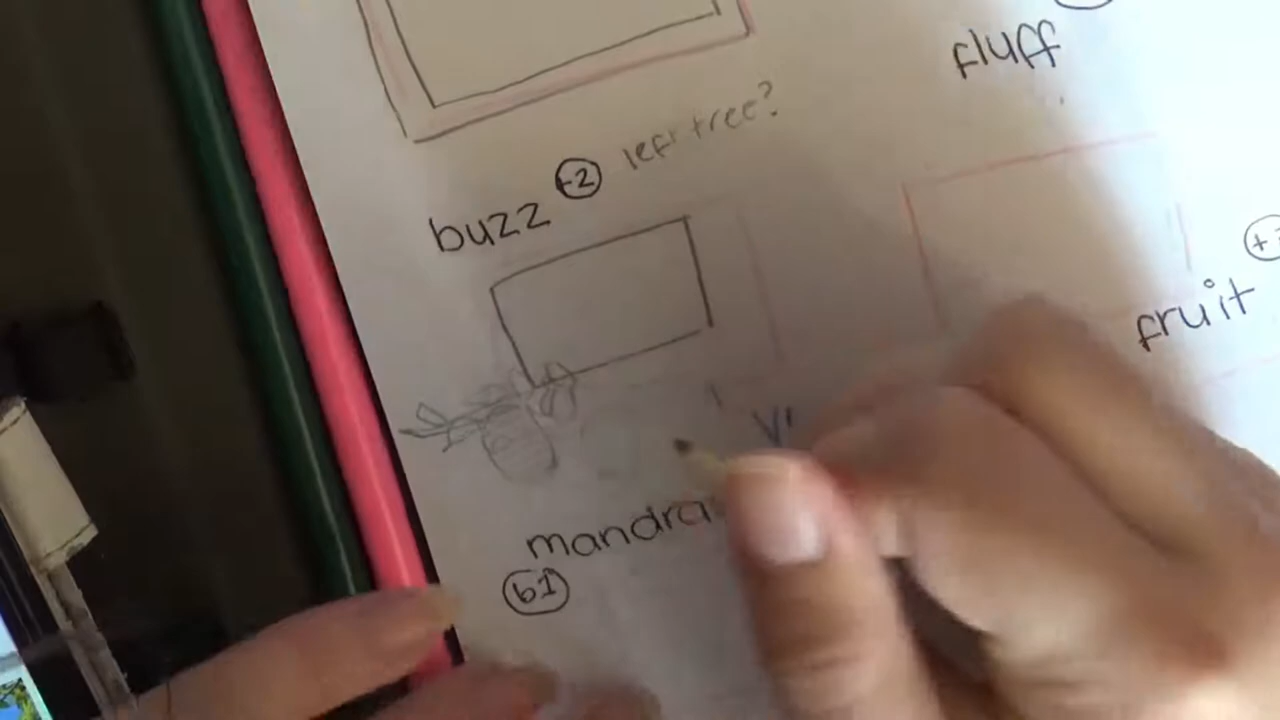 fluff
left tree?
buzz -2
fruit
mandra
b1